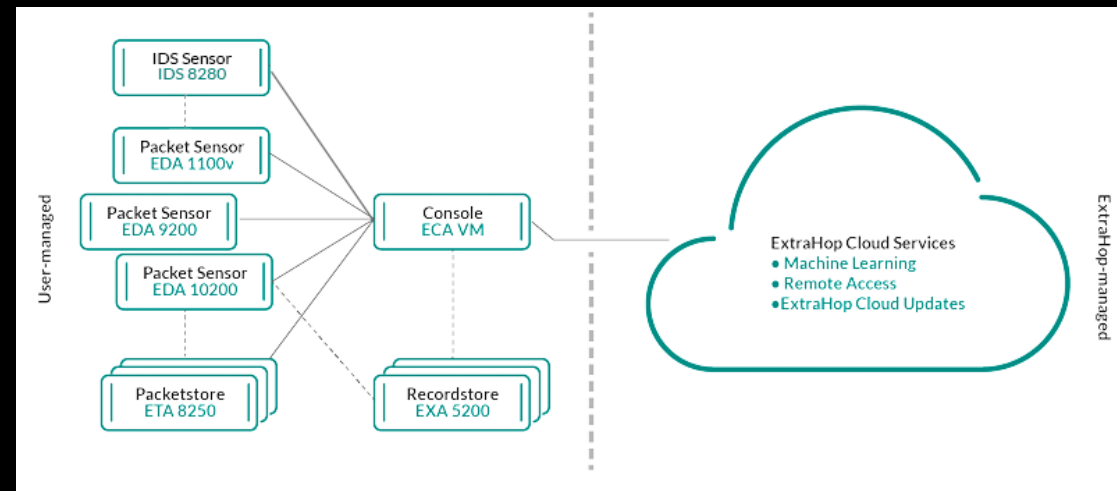 User-managed
IDS Sensor
IDS 8280
Packet Sensor
EDA 1100v
Packet Sensor
EDA 9200
Packet Sensor
EDA 10200
Packetstore
ETA 8250
Console
ECA VM
Recordstore
EXA 5200
ExtraHop Cloud Services
● Machine Learning
● Remote Access
●ExtraHop Cloud Updates
ExtraHop-managed